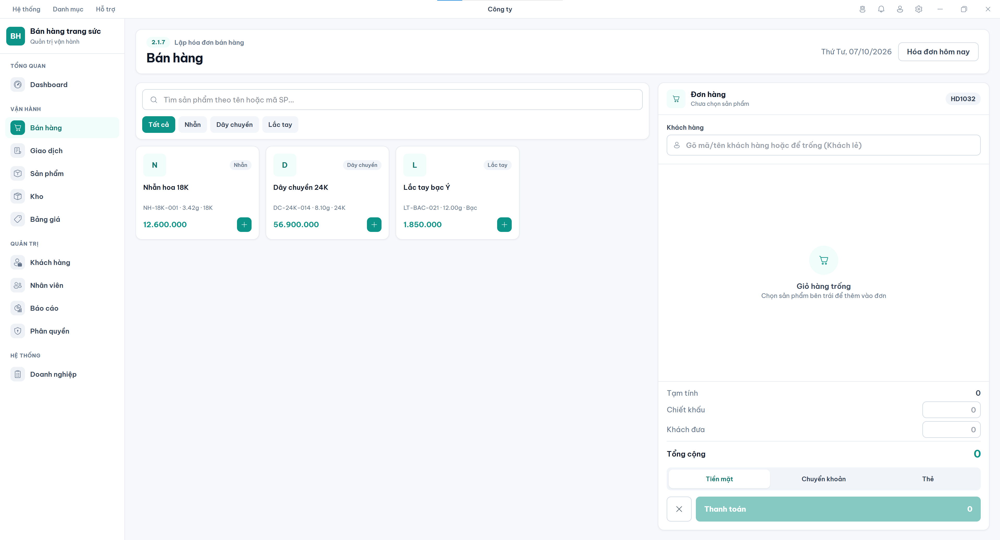 Hệ thống Danh mục Hỗ trợ Công ty
BH
Bán hàng trang sức
Quản trị vận hành
TỔNG QUAN
Dashboard
VẬN HÀNH
Bán hàng
Giao dịch
Sản phẩm
Kho
Bảng giá
QUẢN TRỊ
Khách hàng
Nhân viên
Báo cáo
Phân quyền
HỆ THỐNG
Doanh nghiệp
2.1.7 Lập hóa đơn bán hàng
Bán hàng
Thứ Tư, 07/10/2026 Hóa đơn hôm nay
Tìm sản phẩm theo tên hoặc mã SP...
Tất cả Nhẫn Dây chuyền Lắc tay
N Nhẫn
Nhẫn hoa 18K
NH-18K-001 · 3.42g · 18K
12.600.000
D Dây chuyền
Dây chuyền 24K
DC-24K-014 · 8.10g · 24K
56.900.000
L Lắc tay
Lắc tay bạc Ý
LT-BAC-021 · 12.00g · Bạc
1.850.000
Đơn hàng
Chưa chọn sản phẩm
HD1032
Khách hàng
Gõ mã/tên khách hàng hoặc để trống (Khách lẻ)
Giỏ hàng trống
Chọn sản phẩm bên trái để thêm vào đơn
Tạm tính 0
Chiết khấu 0
Khách đưa 0
Tổng cộng 0
Tiền mặt Chuyển khoản Thẻ
Thanh toán 0